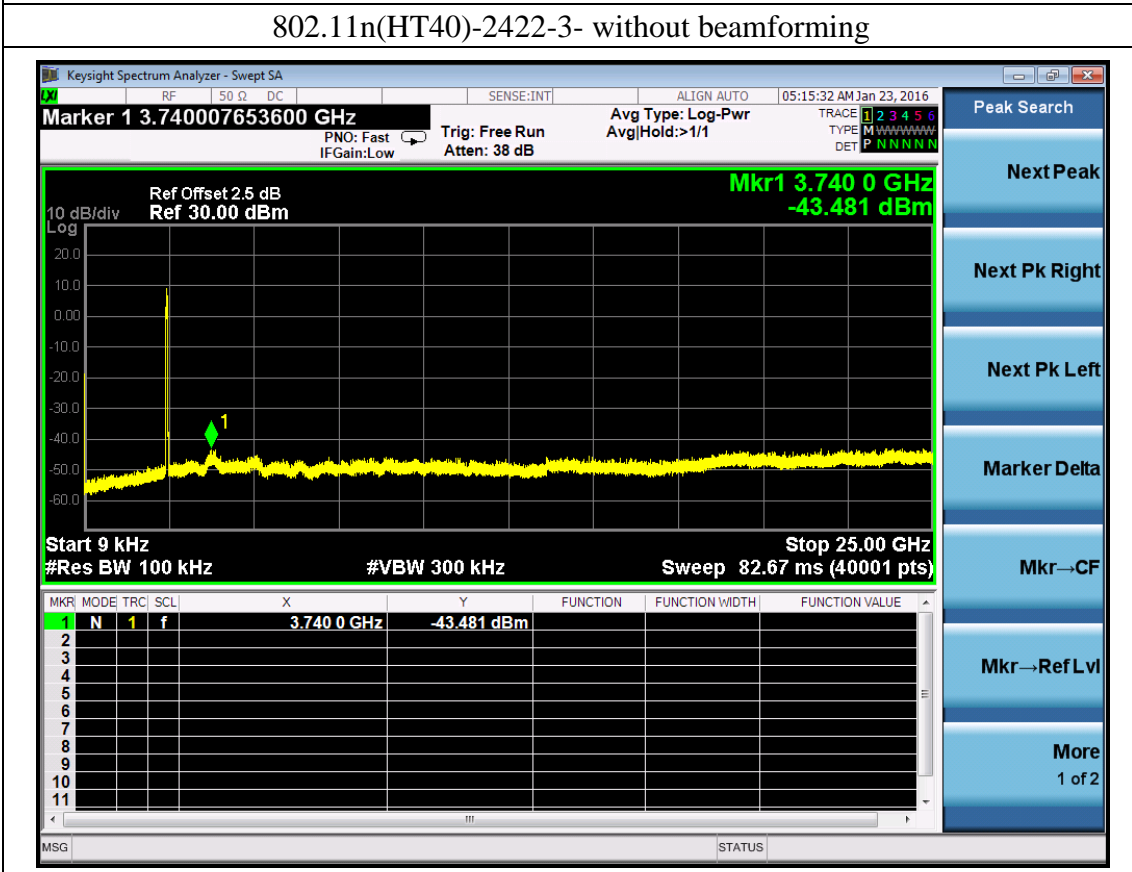 802.11n(HT40)-2422-3- without beamforming
Keysight Spectrum Analyzer - Swept SA
LXI RF 50 Ω DC SENSE:INT ALIGN AUTO 05:15:32 AM Jan 23, 2016
Marker 1 3.740007653600 GHz
PNO: Fast
IFGain:Low
Trig: Free Run
Atten: 38 dB
Avg Type: Log-Pwr
Avg|Hold:>1/1
TRACE 1 2 3 4 5 6
TYPE M WWWWW
DET P N N N N N
Peak Search
Next Peak
Next Pk Right
Next Pk Left
Marker Delta
Mkr→CF
Mkr→Ref Lvl
More
1 of 2
Mkr1 3.740 0 GHz
-43.481 dBm
Ref Offset 2.5 dB
10 dB/div Ref 30.00 dBm
Log
20.0
10.0
0.00
-10.0
-20.0
-30.0
-40.0
-50.0
-60.0
1
Start 9 kHz Stop 25.00 GHz
#Res BW 100 kHz #VBW 300 kHz Sweep 82.67 ms (40001 pts)
MKR MODE TRC SCL X Y FUNCTION FUNCTION WIDTH FUNCTION VALUE
1 N 1 f 3.740 0 GHz -43.481 dBm
2
3
4
5
6
7
8
9
10
11
MSG STATUS